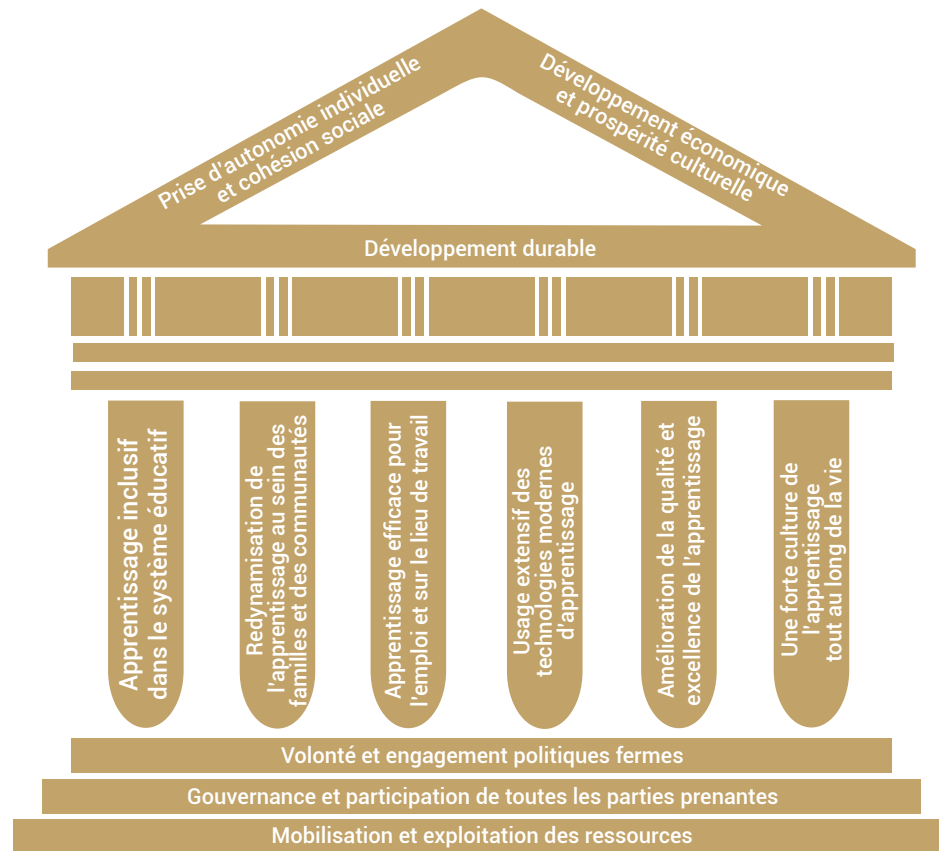 Prise d'autonomie individuelle
et cohésion sociale
Développement économique
et prospérité culturelle
Développement durable
Apprentissage inclusif
dans le système éducatif
Redynamisation de
l'apprentissage au sein des
familles et des communautés
Apprentissage efficace pour
l'emploi et sur le lieu de travail
Usage extensif des
technologies modernes
d'apprentissage
Amélioration de la qualité et
excellence de l'apprentissage
Une forte culture de
l'apprentissage
tout au long de la vie
Volonté et engagement politiques fermes
Gouvernance et participation de toutes les parties prenantes
Mobilisation et exploitation des ressources